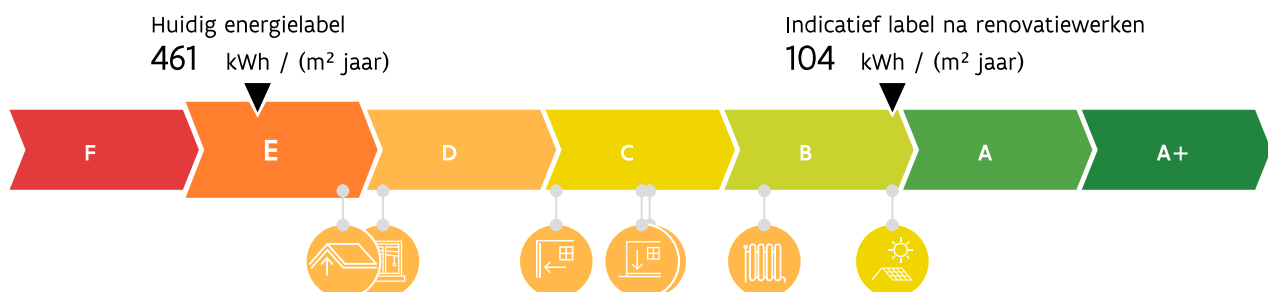 Huidig energielabel
461 kWh / (m² jaar)
Indicatief label na renovatiewerken
104 kWh / (m² jaar)
F E D C B A A+